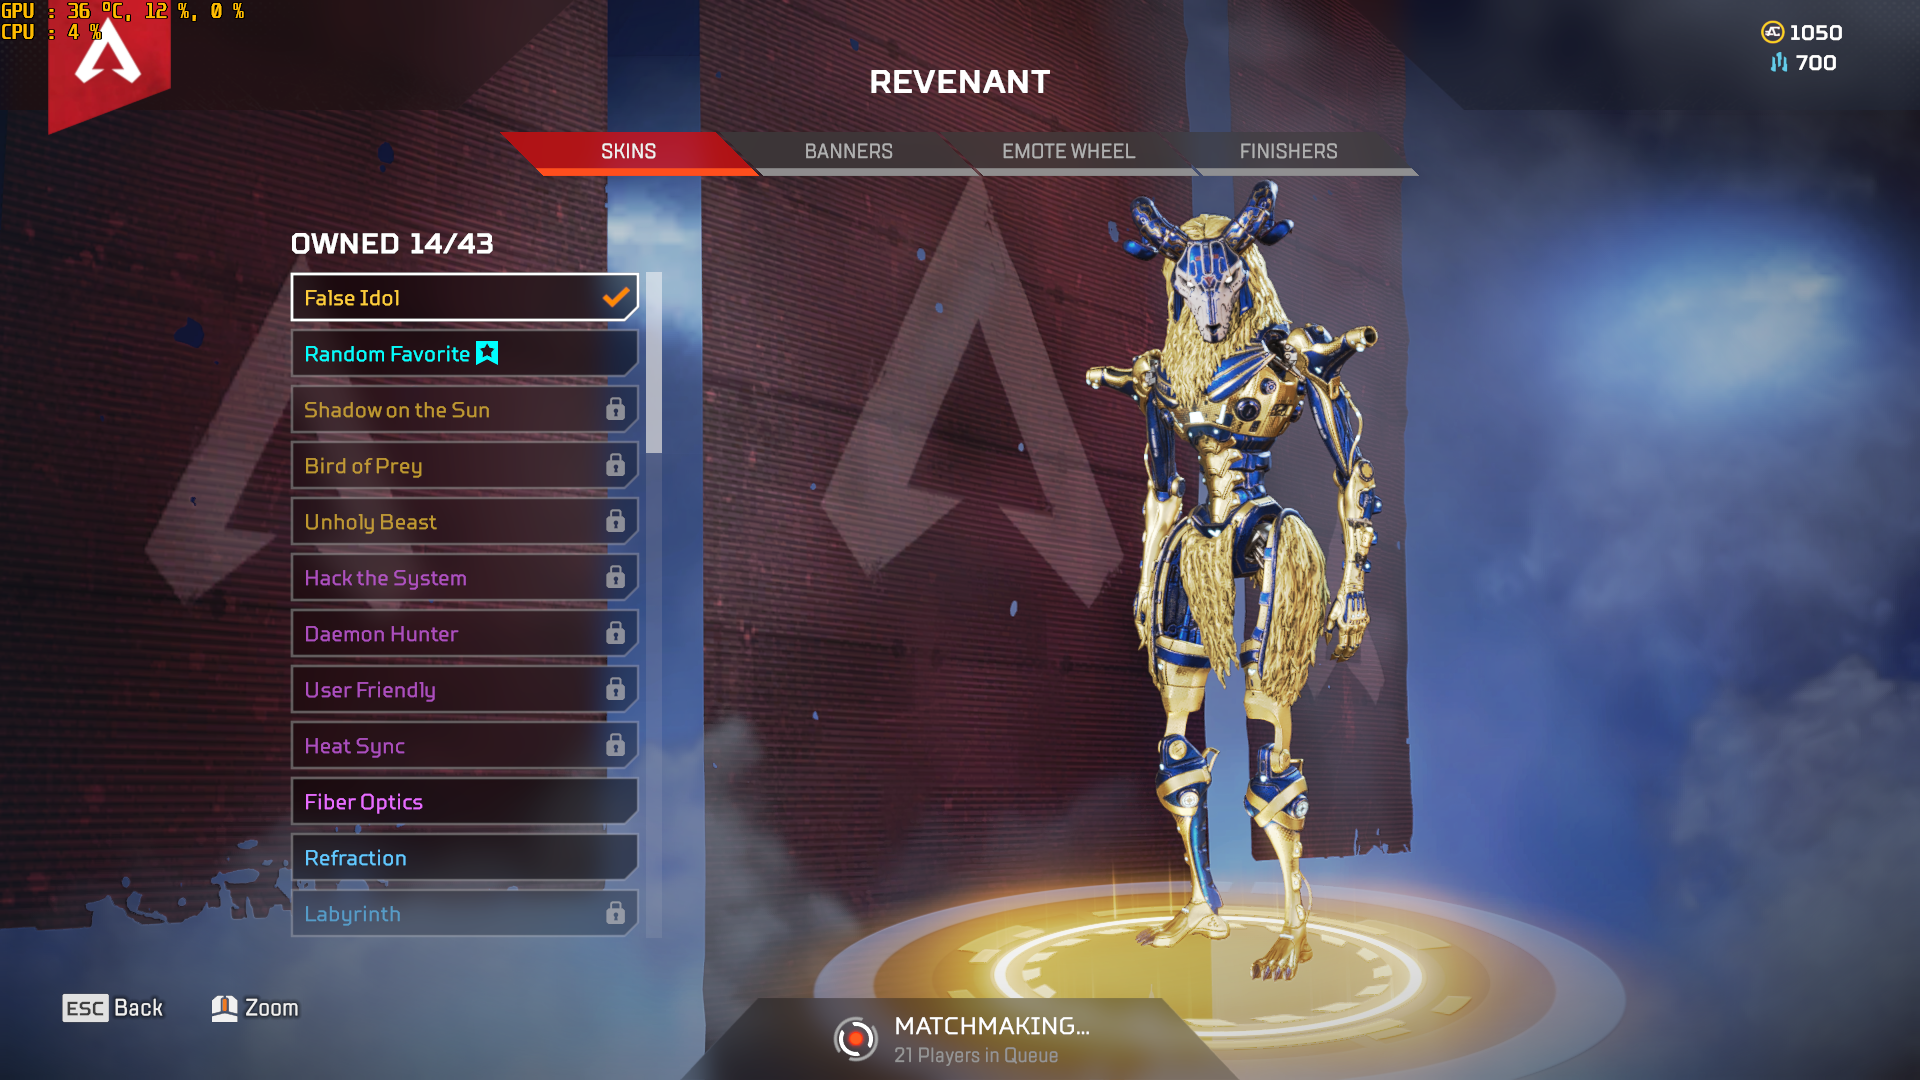 GPU : 36 °C, 12 %, 0 %
CPU : 4 %
1050
700
REVENANT
SKINS
BANNERS
EMOTE WHEEL
FINISHERS
OWNED 14/43
False Idol
Random Favorite
Shadow on the Sun
Bird of Prey
Unholy Beast
Hack the System
Daemon Hunter
User Friendly
Heat Sync
Fiber Optics
Refraction
Labyrinth
ESC Back
Zoom
MATCHMAKING...
21 Players in Queue